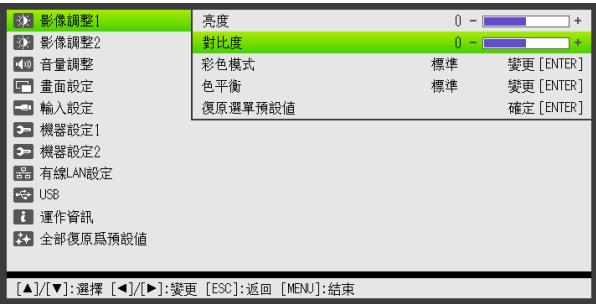 影像調整1
影像調整2
音量調整
畫面設定
輸入設定
機器設定1
機器設定2
有線LAN設定
USB
運作資訊
全部復原爲預設値
亮度 0 - +
對比度 0 - +
彩色模式 標準 變更[ENTER]
色平衡 標準 變更[ENTER]
復原選單預設値 確定[ENTER]
[▲]/[▼]:選擇 [◀]/[▶]:變更 [ESC]:返回 [MENU]:結束